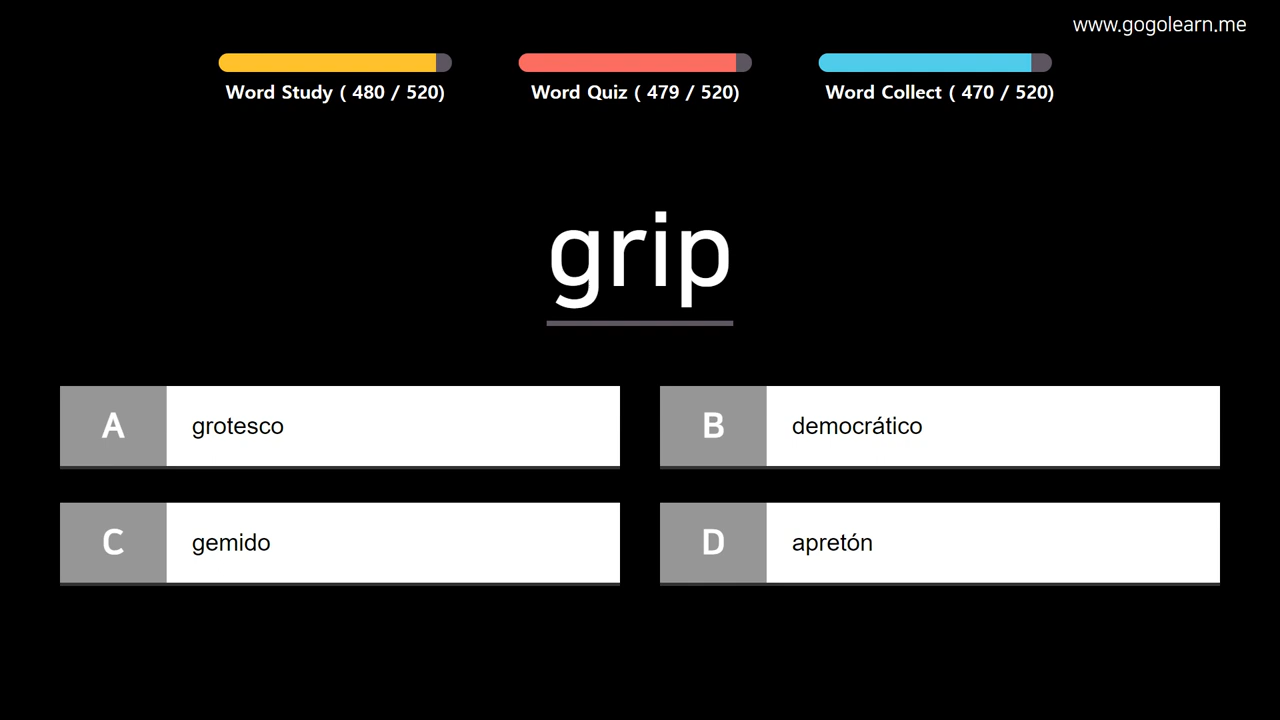 www.gogolearn.me
Word Study ( 480 / 520)
Word Quiz ( 479 / 520)
Word Collect ( 470 / 520)
grip
A grotesco
B democrático
C gemido
D apretón